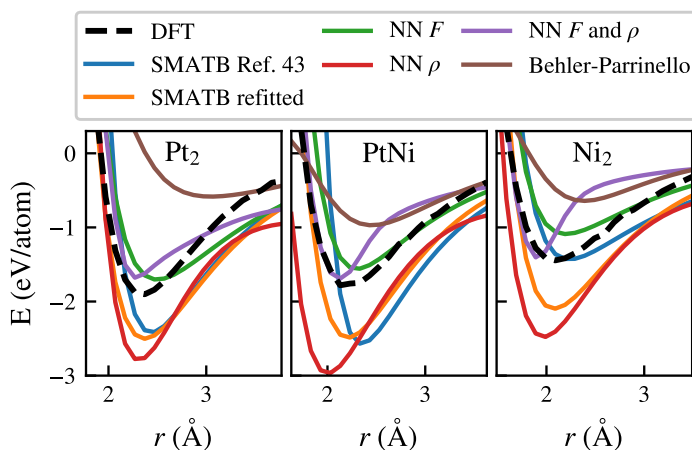 DFT
SMATB Ref. 43
SMATB refitted
NN F
NN ρ
NN F and ρ
Behler-Parrinello
Pt₂
PtNi
Ni₂
E (eV/atom)
0
−1
−2
−3
2
3
2
3
2
3
r (Å)
r (Å)
r (Å)